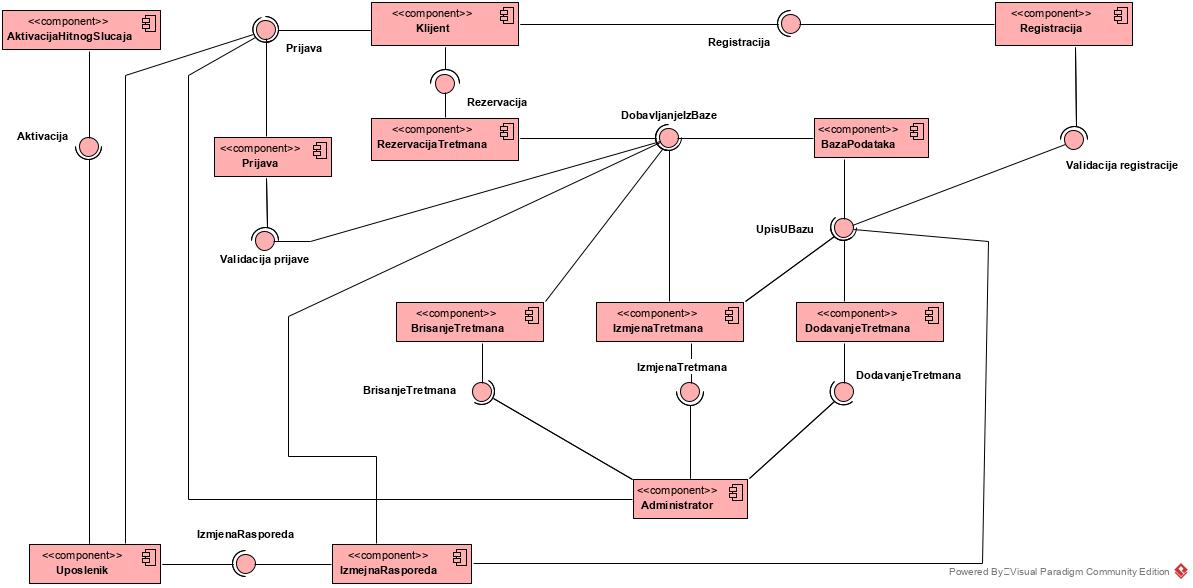 <<component>>
AktivacijaHitnogSlucaja
Prijava
<<component>>
Klijent
Registracija
<<component>>
Registracija
Rezervacija
Aktivacija
<<component>>
Prijava
<<component>>
RezervacijaTretmana
DobavljanjeIzBaze
<<component>>
BazaPodataka
Validacija registracije
Validacija prijave
UpisUBazu
<<component>>
BrisanjeTretmana
<<component>>
IzmjenaTretmana
<<component>>
DodavanjeTretmana
BrisanjeTretmana
IzmjenaTretmana
DodavanjeTretmana
<<component>>
Administrator
IzmjenaRasporeda
<<component>>
Uposlenik
<<component>>
IzmejnaRasporeda
Powered By Visual Paradigm Community Edition